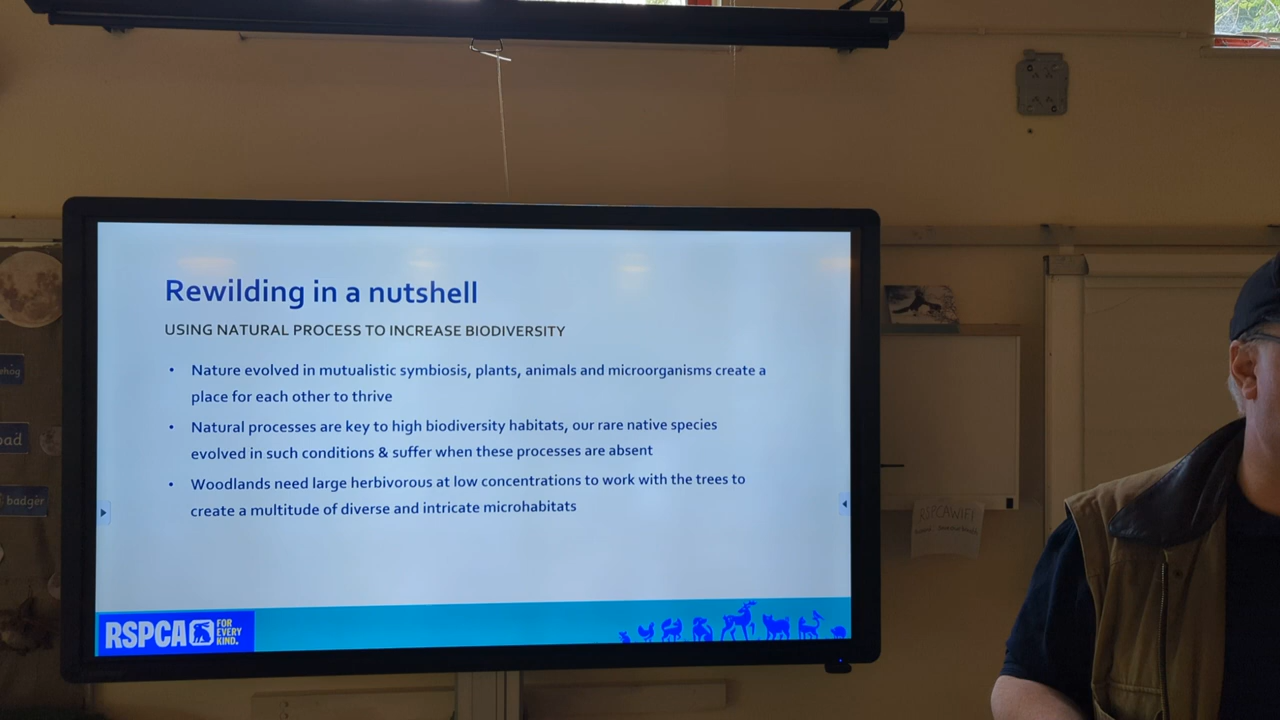 Rewilding in a nutshell
USING NATURAL PROCESS TO INCREASE BIODIVERSITY
• Nature evolved in mutualistic symbiosis, plants, animals and microorganisms create a
place for each other to thrive
• Natural processes are key to high biodiversity habitats, our rare native species
evolved in such conditions & suffer when these processes are absent
• Woodlands need large herbivorous at low concentrations to work with the trees to
create a multitude of diverse and intricate microhabitats
RSPCA
FOR
EVERY
KIND.
badger
RSPCAWIFI